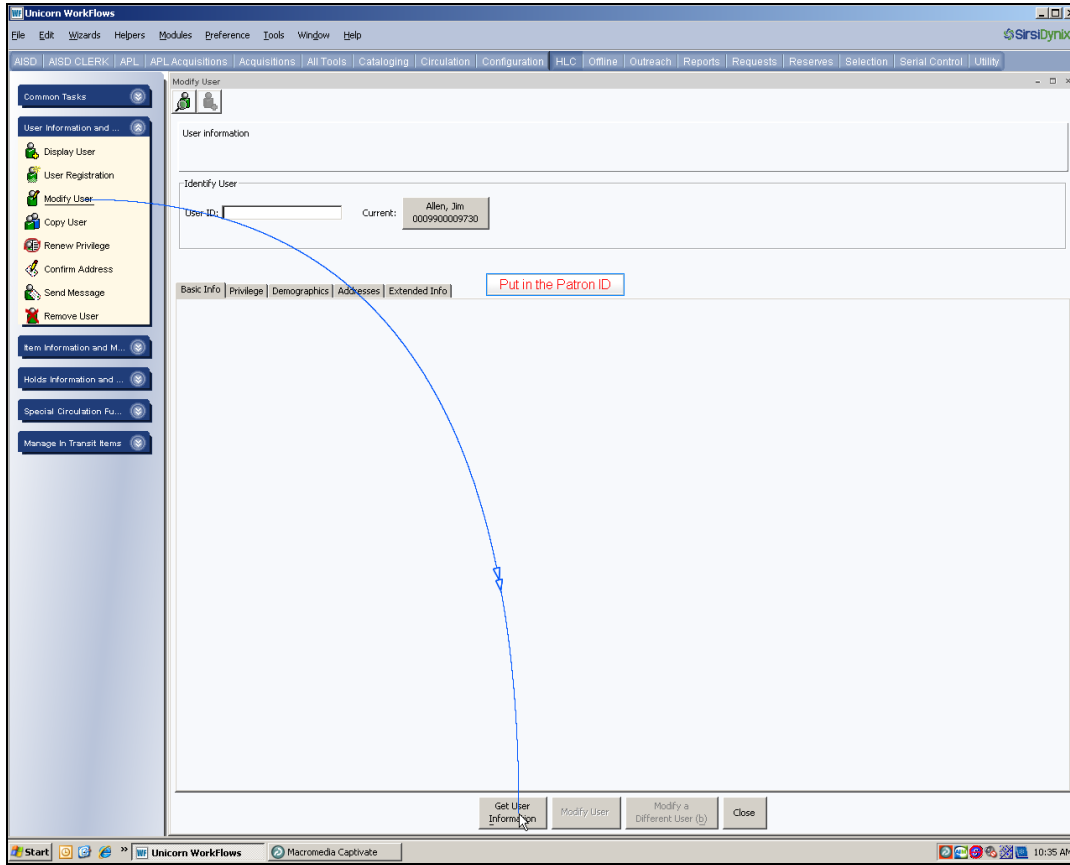 Unicorn WorkFlows
File Edit Wizards Helpers Modules Preference Tools Window Help
SirsiDynix
AISD AISD CLERK APL APL Acquisitions Acquisitions All Tools Cataloging Circulation Configuration HLC Offline Outreach Reports Requests Reserves Selection Serial Control Utility
Modify User
Common Tasks
User Information and ...
Display User
User Registration
Modify User
Copy User
Renew Privilege
Confirm Address
Send Message
Remove User
Item Information and M...
Holds Information and ...
Special Circulation Fu...
Manage In Transit Items
User information
Identify User
User ID:
Current:
Allen, Jim
0009900009730
Put in the Patron ID
Basic Info Privilege Demographics Addresses Extended Info
Get User
Information
Modify User
Modify a
Different User (b)
Close
Start
Unicorn WorkFlows
Macromedia Captivate
10:35 AM